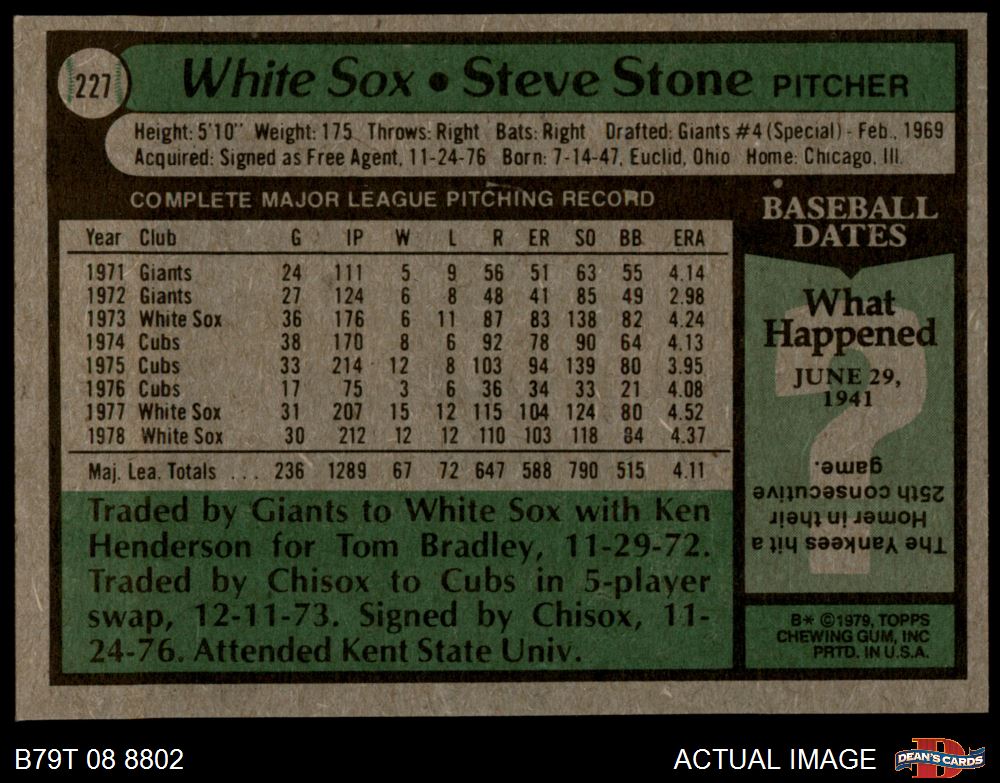 227
White Sox • Steve Stone PITCHER
Height: 5'10" Weight: 175 Throws: Right Bats: Right Drafted: Giants #4 (Special) - Feb., 1969
Acquired: Signed as Free Agent, 11-24-76 Born: 7-14-47, Euclid, Ohio Home: Chicago, Ill.
COMPLETE MAJOR LEAGUE PITCHING RECORD
Year Club G IP W L R ER SO BB ERA
1971 Giants 24 111 5 9 56 51 63 55 4.14
1972 Giants 27 124 6 8 48 41 85 49 2.98
1973 White Sox 36 176 6 11 87 83 138 82 4.24
1974 Cubs 38 170 8 6 92 78 90 64 4.13
1975 Cubs 33 214 12 8 103 94 139 80 3.95
1976 Cubs 17 75 3 6 36 34 33 21 4.08
1977 White Sox 31 207 15 12 115 104 124 80 4.52
1978 White Sox 30 212 12 12 110 103 118 84 4.37
Maj. Lea. Totals ... 236 1289 67 72 647 588 790 515 4.11
Traded by Giants to White Sox with Ken
Henderson for Tom Bradley, 11-29-72.
Traded by Chisox to Cubs in 5-player
swap, 12-11-73. Signed by Chisox, 11-
24-76. Attended Kent State Univ.
BASEBALL
DATES
What
Happened
JUNE 29,
1941
?
The Yankees hit a
Homer in their
25th consecutive
game.
B* ©1979, TOPPS
CHEWING GUM, INC
PRTD. IN U.S.A.
B79T 08 8802
ACTUAL IMAGE
D
DEAN'S CARDS